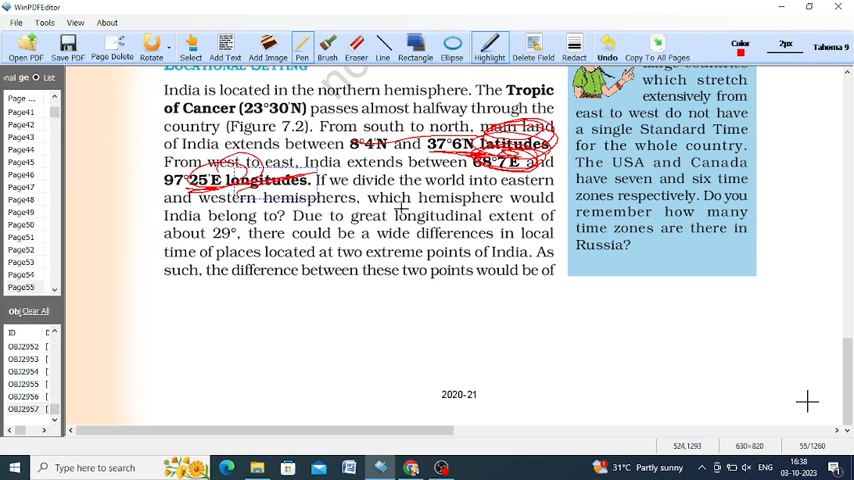 WinPDFEditor
File Tools View About
Open PDF Save PDF Page Delete Rotate Select Add Text Add Image Pen Brush Eraser Line Rectangle Ellipse Highlight Delete Field Redact Undo Copy To All Pages Color 2px Tahoma 9
nal ge List
Page ...
Page41
Page42
Page43
Page44
Page45
Page46
Page47
Page48
Page49
Page50
Page51
Page52
Page53
Page54
Page55
Obj Clear All
ID
OBJ2952 [
OBJ2953 [
OBJ2954 [
OBJ2955 [
OBJ2956 [
OBJ2957 [
LOCATIONAL SETTING
India is located in the northern hemisphere. The Tropic
of Cancer (23°30'N) passes almost halfway through the
country (Figure 7.2). From south to north, main land
of India extends between 8°4'N and 37°6'N latitudes.
From west to east, India extends between 68°7'E and
97°25'E longitudes. If we divide the world into eastern
and western hemispheres, which hemisphere would
India belong to? Due to great longitudinal extent of
about 29°, there could be a wide differences in local
time of places located at two extreme points of India. As
such, the difference between these two points would be of
which stretch
extensively from
east to west do not have
a single Standard Time
for the whole country.
The USA and Canada
have seven and six time
zones respectively. Do you
remember how many
time zones are there in
Russia?
2020-21
524,1293 630×820 55/1260
Type here to search
31°C Partly sunny ENG 16:38
03-10-2023